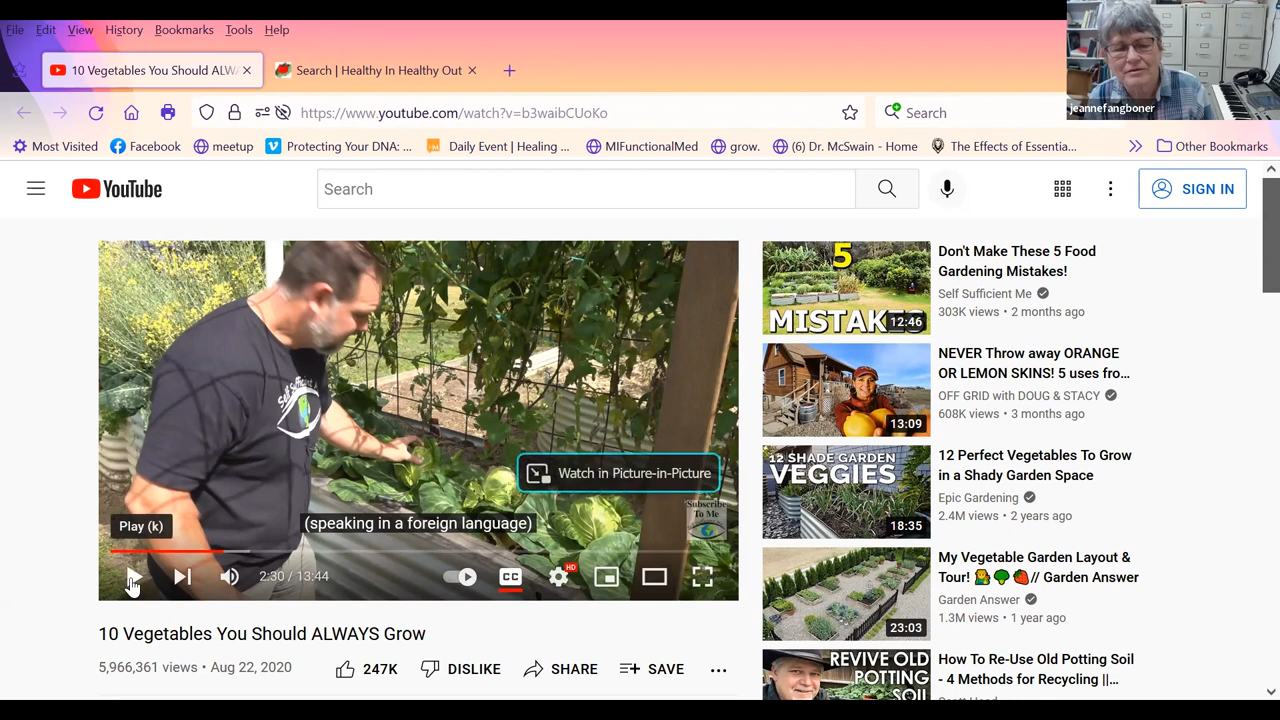 File Edit View History Bookmarks Tools Help
jeannefangboner
10 Vegetables You Should ALW
Search | Healthy In Healthy Out
https://www.youtube.com/watch?v=b3waibCUoKo
Search
Most Visited
Facebook
meetup
Protecting Your DNA: ...
Daily Event | Healing ...
MIFunctionalMed
grow.
(6) Dr. McSwain - Home
The Effects of Essentia...
Other Bookmarks
YouTube
Search
SIGN IN
Self Sufficient
Watch in Picture-in-Picture
Subscribe
To Me
Play (k)
(speaking in a foreign language)
2:30 / 13:44
CC
HD
10 Vegetables You Should ALWAYS Grow
5,966,361 views • Aug 22, 2020
247K
DISLIKE
SHARE
SAVE
5
MISTAKES
12:46
Don't Make These 5 Food
Gardening Mistakes!
Self Sufficient Me
303K views • 2 months ago
13:09
NEVER Throw away ORANGE
OR LEMON SKINS! 5 uses fro...
OFF GRID with DOUG & STACY
608K views • 3 months ago
12 SHADE GARDEN
VEGGIES
18:35
12 Perfect Vegetables To Grow
in a Shady Garden Space
Epic Gardening
2.4M views • 2 years ago
23:03
My Vegetable Garden Layout &
Tour! 👩‍🌾🥦🍓// Garden Answer
Garden Answer
1.3M views • 1 year ago
REVIVE OLD
POTTING
SOIL
How To Re-Use Old Potting Soil
- 4 Methods for Recycling ||...